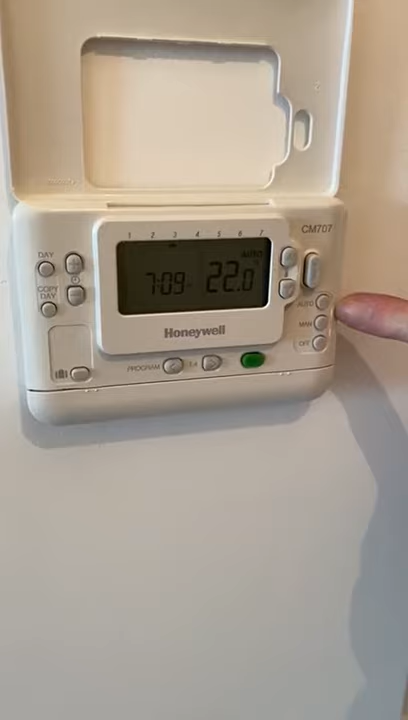 CM707
1 2 3 4 5 6 7
DAY
COPY
DAY
AUTO
7:09
22.0
AUTO
MAN
OFF
Honeywell
PROGRAM